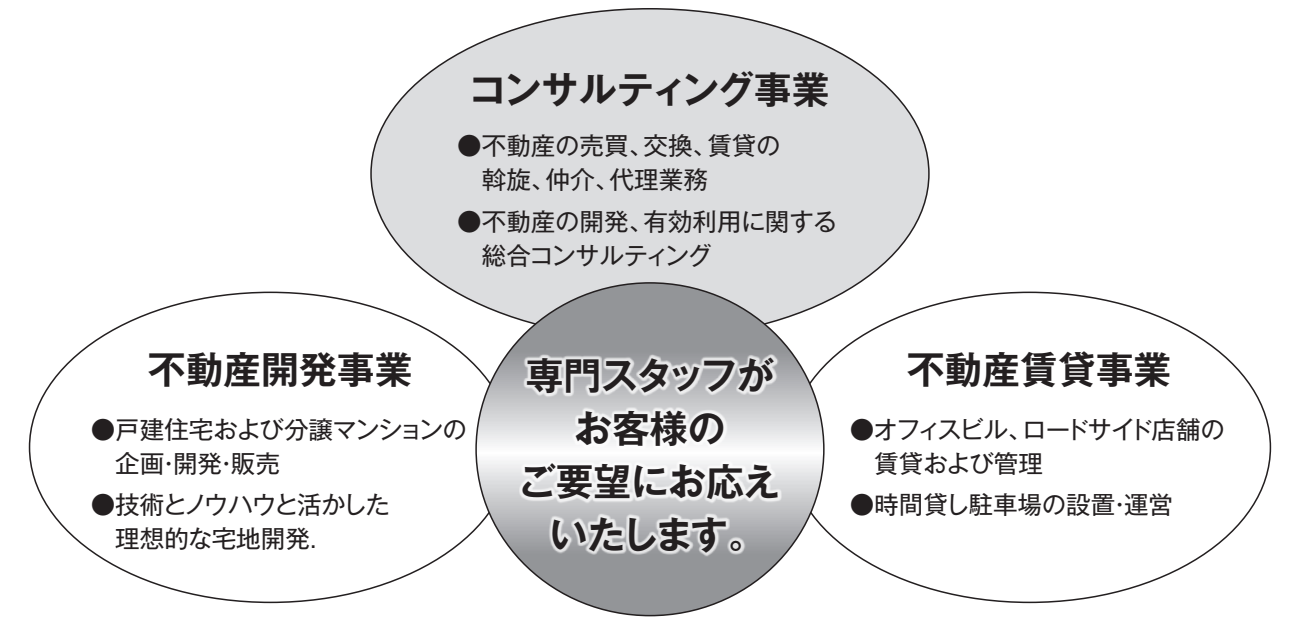 コンサルティング事業
●不動産の売買、交換、賃貸の
斡旋、仲介、代理業務
●不動産の開発、有効利用に関する
総合コンサルティング
不動産開発事業
●戸建住宅および分譲マンションの
企画・開発・販売
●技術とノウハウと活かした
理想的な宅地開発.
専門スタッフが
お客様の
ご要望にお応え
いたします。
不動産賃貸事業
●オフィスビル、ロードサイド店舗の
賃貸および管理
●時間貸し駐車場の設置・運営